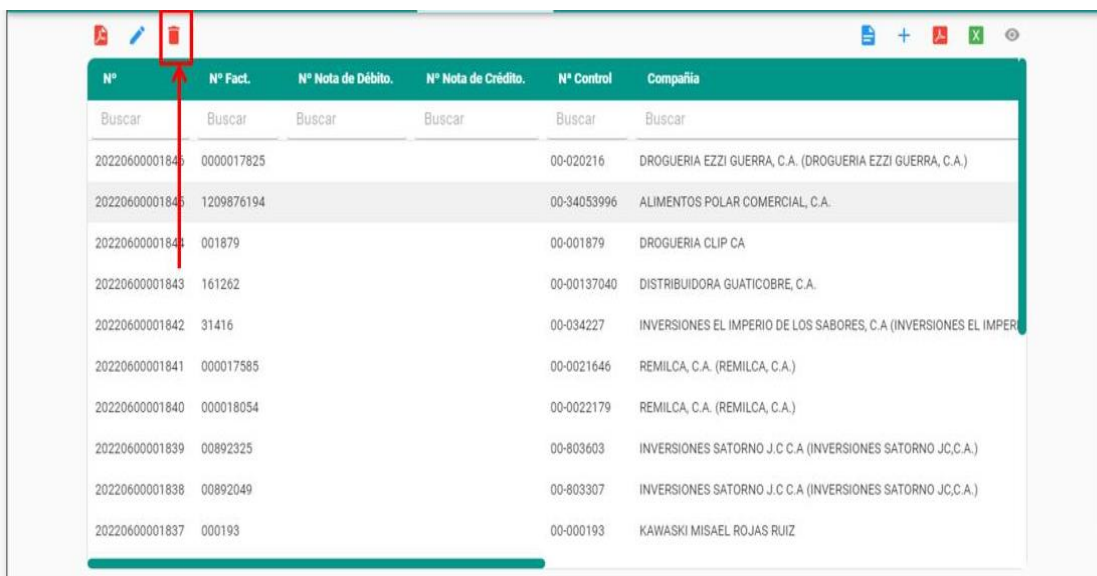 Nº Nº Fact. Nº Nota de Débito. Nº Nota de Crédito. Nª Control Compañia
Buscar Buscar Buscar Buscar Buscar Buscar
20220600001846 0000017825 00-020216 DROGUERIA EZZI GUERRA, C.A. (DROGUERIA EZZI GUERRA, C.A.)
20220600001845 1209876194 00-34053996 ALIMENTOS POLAR COMERCIAL, C.A.
20220600001844 001879 00-001879 DROGUERIA CLIP CA
20220600001843 161262 00-00137040 DISTRIBUIDORA GUATICOBRE, C.A.
20220600001842 31416 00-034227 INVERSIONES EL IMPERIO DE LOS SABORES, C.A (INVERSIONES EL IMPERI
20220600001841 000017585 00-0021646 REMILCA, C.A. (REMILCA, C.A.)
20220600001840 000018054 00-0022179 REMILCA, C.A. (REMILCA, C.A.)
20220600001839 00892325 00-803603 INVERSIONES SATORNO J.C C.A (INVERSIONES SATORNO JC,C.A.)
20220600001838 00892049 00-803307 INVERSIONES SATORNO J.C C.A (INVERSIONES SATORNO JC,C.A.)
20220600001837 000193 00-000193 KAWASKI MISAEL ROJAS RUIZ